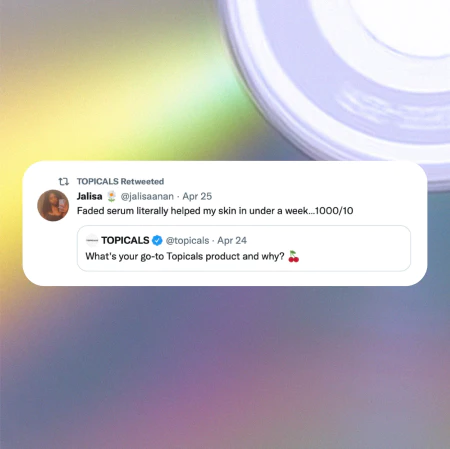 TOPICALS Retweeted
Jalisa 🌷 @jalisaanan · Apr 25
Faded serum literally helped my skin in under a week...1000/10
TOPICALS @topicals · Apr 24
What's your go-to Topicals product and why? 🍒